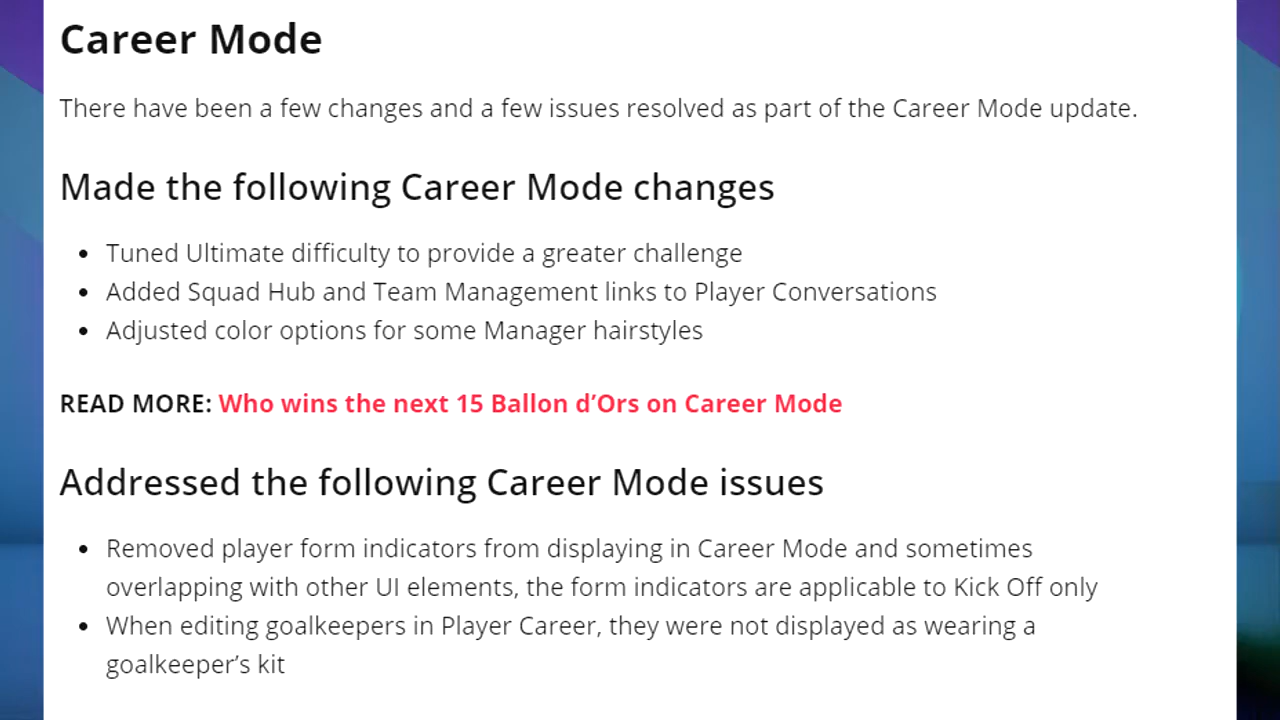 Career Mode
There have been a few changes and a few issues resolved as part of the Career Mode update.
Made the following Career Mode changes
• Tuned Ultimate difficulty to provide a greater challenge
• Added Squad Hub and Team Management links to Player Conversations
• Adjusted color options for some Manager hairstyles
READ MORE: Who wins the next 15 Ballon d’Ors on Career Mode
Addressed the following Career Mode issues
• Removed player form indicators from displaying in Career Mode and sometimes
overlapping with other UI elements, the form indicators are applicable to Kick Off only
• When editing goalkeepers in Player Career, they were not displayed as wearing a
goalkeeper’s kit